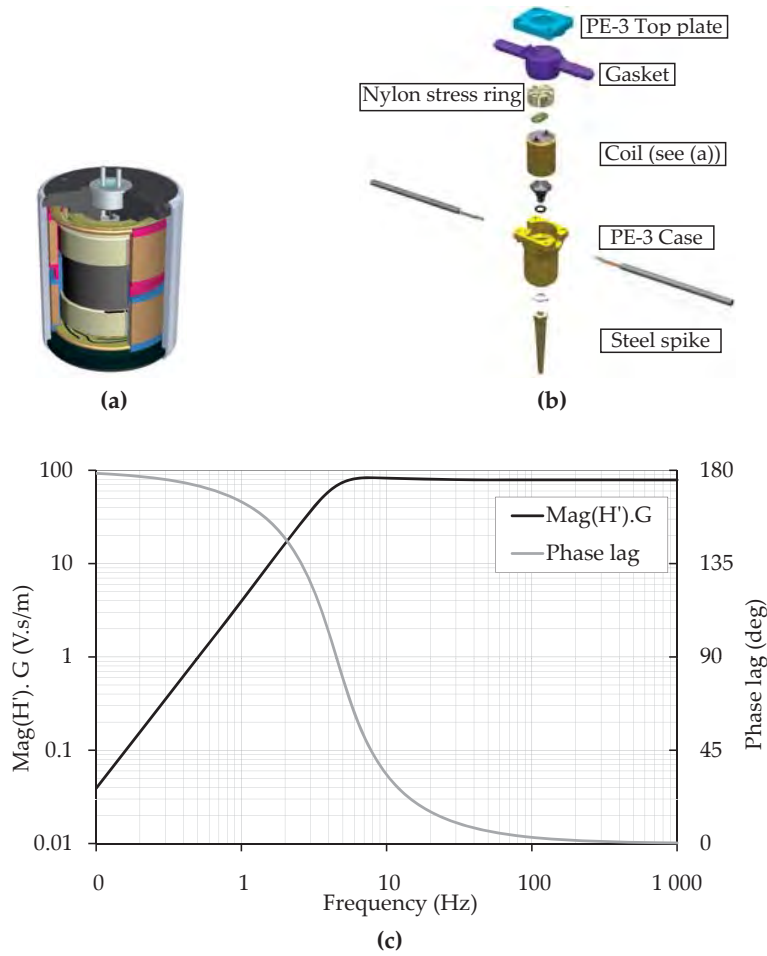 PE-3 Top plate
Gasket
Nylon stress ring
Coil (see (a))
PE-3 Case
Steel spike
(a)
(b)
100
10
1
0.1
0.01
Mag(H'). G (V.s/m)
Mag(H').G
Phase lag
180
135
90
45
0
Phase lag (deg)
0
1
10
100
1 000
Frequency (Hz)
(c)